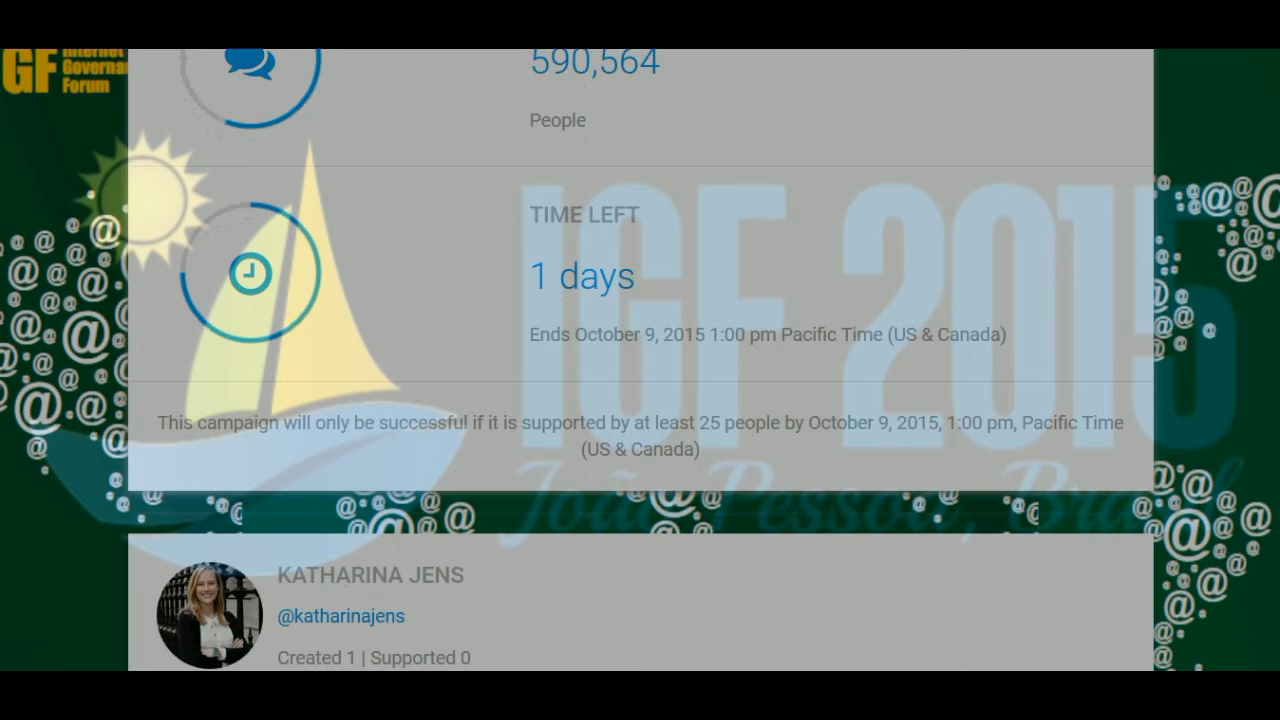 GF Internet
Governa
Forum
590,564
People
TIME LEFT
1 days
Ends October 9, 2015 1:00 pm Pacific Time (US & Canada)
This campaign will only be successful if it is supported by at least 25 people by October 9, 2015, 1:00 pm, Pacific Time
(US & Canada)
IGF 2015
João Pessoa, Brasil
KATHARINA JENS
@katharinajens
Created 1 | Supported 0